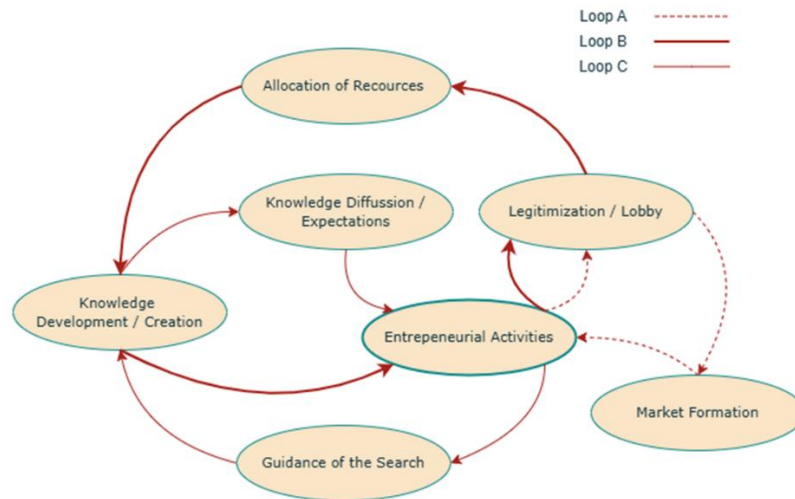 Loop A
Loop B
Loop C
Allocation of Recources
Knowledge Diffussion /
Expectations
Legitimization / Lobby
Knowledge
Development / Creation
Entrepeneurial Activities
Market Formation
Guidance of the Search